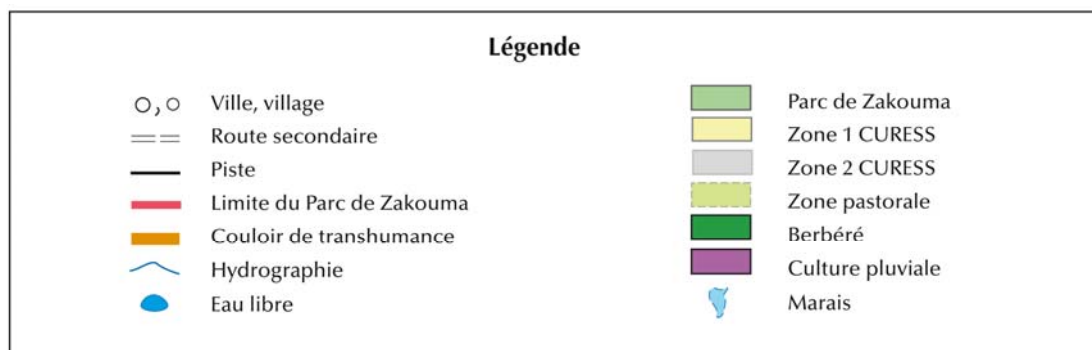 Légende
Ville, village
Route secondaire
Piste
Limite du Parc de Zakouma
Couloir de transhumance
Hydrographie
Eau libre
Parc de Zakouma
Zone 1 CURESS
Zone 2 CURESS
Zone pastorale
Berbéré
Culture pluviale
Marais